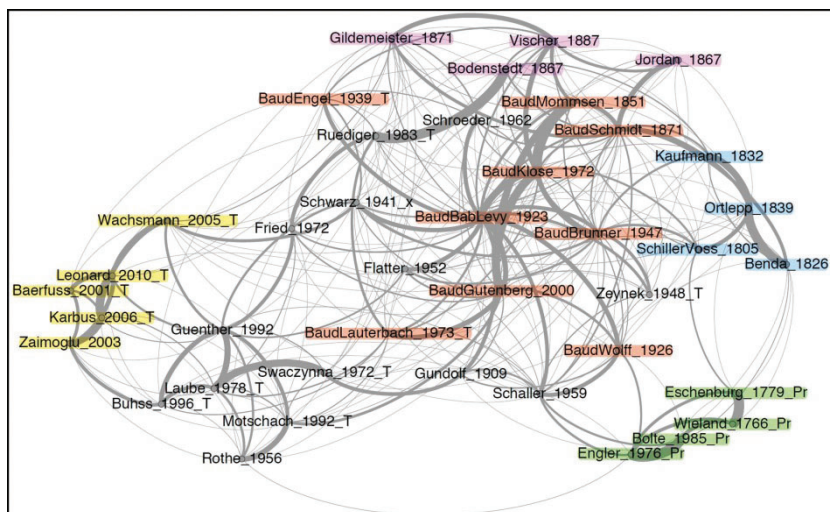 Gildemeister_1871
Vischer_1887
Jordan_1867
Bodenstedt_1867
BaudEngel_1939_T
BaudMommsen_1851
Schroeder_1962
Ruediger_1983_T
BaudSchmidt_1871
Kaufmann_1832
BaudKlose_1972
Schwarz_1941_x
Ortlepp_1839
Wachsmann_2005_T
BaudBabLevy_1923
Fried_1972
BaudBrunner_1947
SchillerVoss_1805
Benda_1826
Flatter_1952
Leonard_2010_T
Baerfuss_2001_T
BaudGutenberg_2000
Zeynek_1948_T
Karbus_2006_T
Guenther_1992
BaudLauterbach_1973_T
Zaimoglu_2003
BaudWolff_1926
Swaczynna_1972_T
Gundolf_1909
Laube_1978_T
Schaller_1959
Eschenburg_1779_Pr
Buhss_1996_T
Motschach_1992_T
Wieland_1766_Pr
Bolte_1985_Pr
Rothe_1956
Engler_1976_Pr